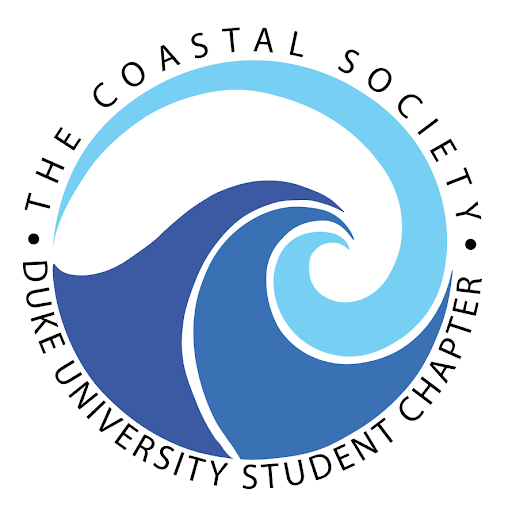 THE COASTAL SOCIETY
• DUKE UNIVERSITY STUDENT CHAPTER •